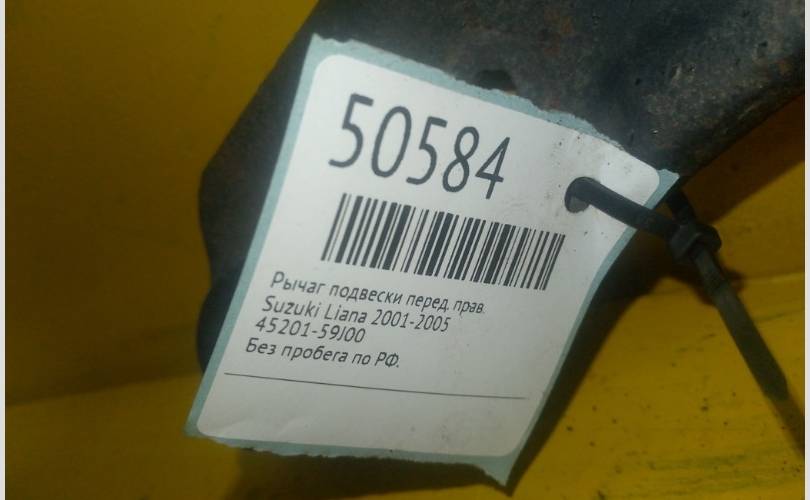 50584
Рычаг подвески перед. прав.
Suzuki Liana 2001-2005
45201-59J00
Без пробега по РФ.